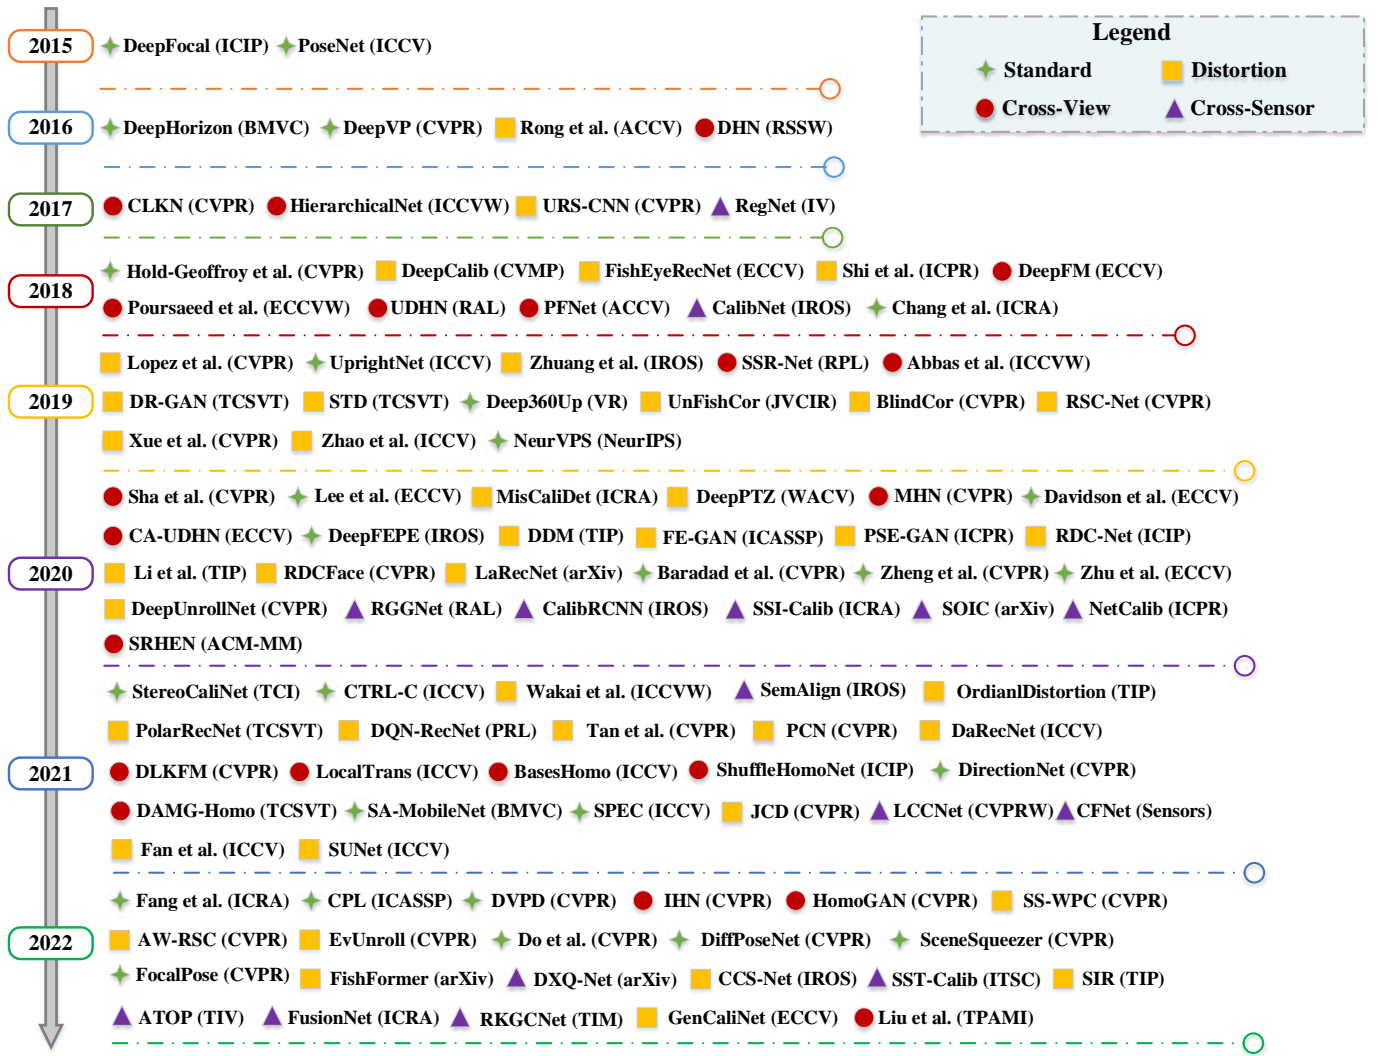 Legend
Standard Distortion
Cross-View Cross-Sensor
2015
DeepFocal (ICIP) PoseNet (ICCV)
2016
DeepHorizon (BMVC) DeepVP (CVPR) Rong et al. (ACCV) DHN (RSSW)
2017
CLKN (CVPR) HierarchicalNet (ICCVW) URS-CNN (CVPR) RegNet (IV)
2018
Hold-Geoffroy et al. (CVPR) DeepCalib (CVMP) FishEyeRecNet (ECCV) Shi et al. (ICPR) DeepFM (ECCV)
Poursaeed et al. (ECCVW) UDHN (RAL) PFNet (ACCV) CalibNet (IROS) Chang et al. (ICRA)
2019
Lopez et al. (CVPR) UprightNet (ICCV) Zhuang et al. (IROS) SSR-Net (RPL) Abbas et al. (ICCVW)
DR-GAN (TCSVT) STD (TCSVT) Deep360Up (VR) UnFishCor (JVCIR) BlindCor (CVPR) RSC-Net (CVPR)
Xue et al. (CVPR) Zhao et al. (ICCV) NeurVPS (NeurIPS)
2020
Sha et al. (CVPR) Lee et al. (ECCV) MisCaliDet (ICRA) DeepPTZ (WACV) MHN (CVPR) Davidson et al. (ECCV)
CA-UDHN (ECCV) DeepFEPE (IROS) DDM (TIP) FE-GAN (ICASSP) PSE-GAN (ICPR) RDC-Net (ICIP)
Li et al. (TIP) RDCFace (CVPR) LaRecNet (arXiv) Baradad et al. (CVPR) Zheng et al. (CVPR) Zhu et al. (ECCV)
DeepUnrollNet (CVPR) RGGNet (RAL) CalibRCNN (IROS) SSI-Calib (ICRA) SOIC (arXiv) NetCalib (ICPR)
SRHEN (ACM-MM)
2021
StereoCaliNet (TCI) CTRL-C (ICCV) Wakai et al. (ICCVW) SemAlign (IROS) OrdianlDistortion (TIP)
PolarRecNet (TCSVT) DQN-RecNet (PRL) Tan et al. (CVPR) PCN (CVPR) DaRecNet (ICCV)
DLKFM (CVPR) LocalTrans (ICCV) BasesHomo (ICCV) ShuffleHomoNet (ICIP) DirectionNet (CVPR)
DAMG-Homo (TCSVT) SA-MobileNet (BMVC) SPEC (ICCV) JCD (CVPR) LCCNet (CVPRW) CFNet (Sensors)
Fan et al. (ICCV) SUNet (ICCV)
2022
Fang et al. (ICRA) CPL (ICASSP) DVPD (CVPR) IHN (CVPR) HomoGAN (CVPR) SS-WPC (CVPR)
AW-RSC (CVPR) EvUnroll (CVPR) Do et al. (CVPR) DiffPoseNet (CVPR) SceneSqueezer (CVPR)
FocalPose (CVPR) FishFormer (arXiv) DXQ-Net (arXiv) CCS-Net (IROS) SST-Calib (ITSC) SIR (TIP)
ATOP (TIV) FusionNet (ICRA) RKGCNet (TIM) GenCaliNet (ECCV) Liu et al. (TPAMI)